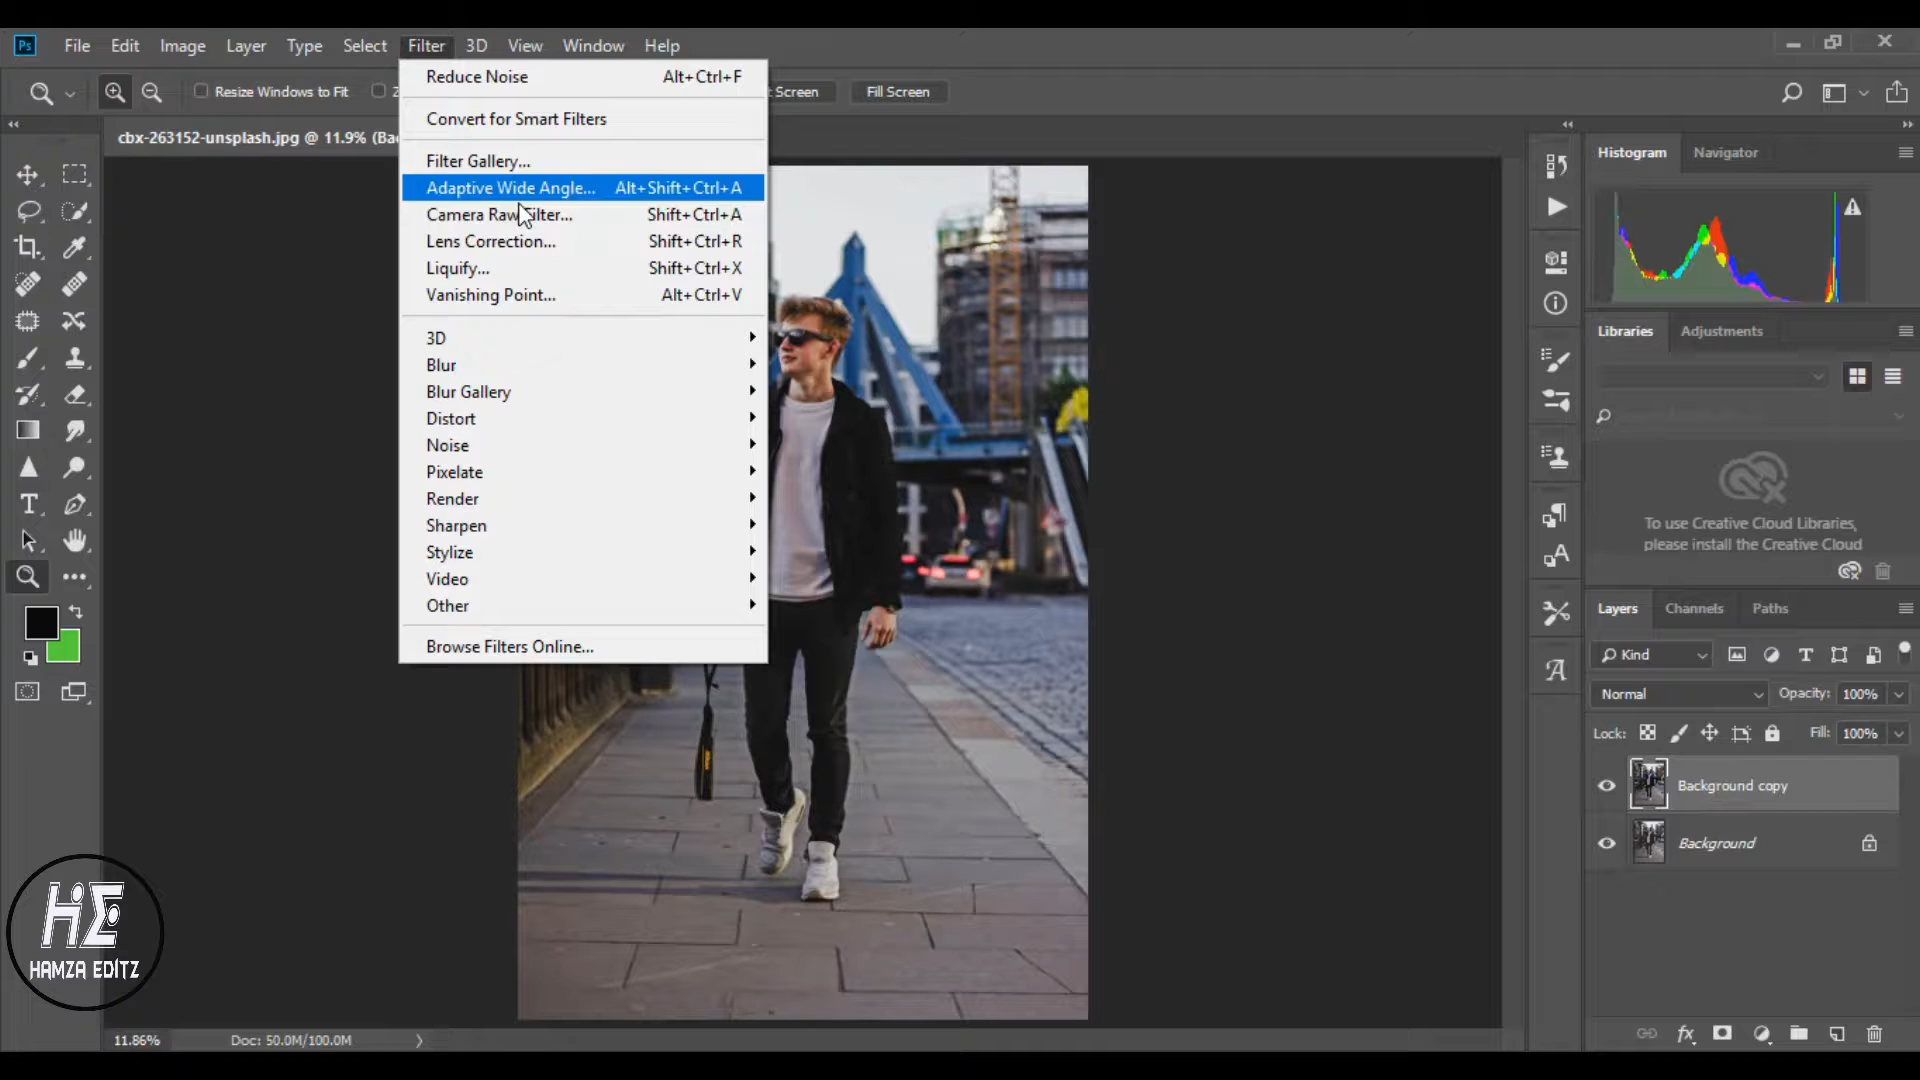 Ps File Edit Image Layer Type Select Filter 3D View Window Help
Resize Windows to Fit
Screen Fill Screen
cbx-263152-unsplash.jpg @ 11.9% (Bac
Reduce Noise Alt+Ctrl+F
Convert for Smart Filters
Filter Gallery...
Adaptive Wide Angle... Alt+Shift+Ctrl+A
Camera Raw Filter... Shift+Ctrl+A
Lens Correction... Shift+Ctrl+R
Liquify... Shift+Ctrl+X
Vanishing Point... Alt+Ctrl+V
3D
Blur
Blur Gallery
Distort
Noise
Pixelate
Render
Sharpen
Stylize
Video
Other
Browse Filters Online...
Histogram Navigator
Libraries Adjustments
To use Creative Cloud Libraries,
please install the Creative Cloud
Layers Channels Paths
Kind
Normal Opacity: 100%
Lock: Fill: 100%
Background copy
Background
HE
HAMZA EDITZ
11.86% Doc: 50.0M/100.0M